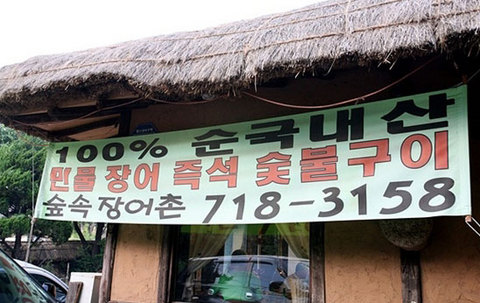 100% 순국내산
민물 장어 즉석 숯불구이
숲속장어촌 718-3158